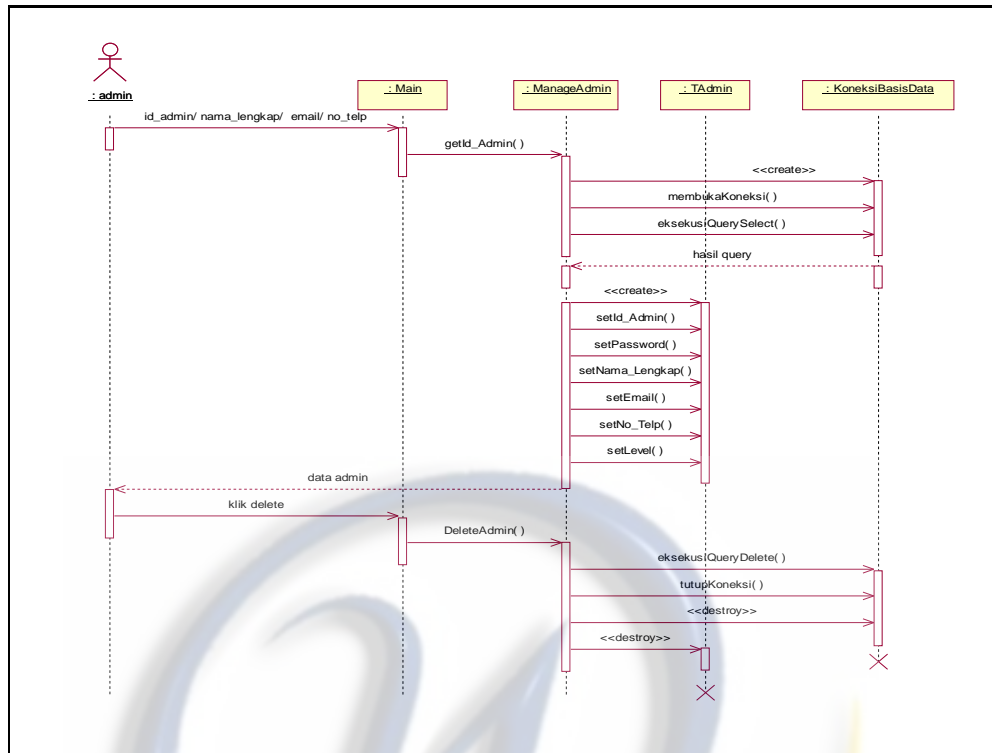 : admin
: Main
: ManageAdmin
: TAdmin
: KoneksiBasisData
id_admin/ nama_lengkap/ email/ no_telp
getId_Admin( )
<<create>>
membukaKoneksi( )
eksekusiQuerySelect( )
hasil query
<<create>>
setId_Admin( )
setPassword( )
setNama_Lengkap( )
setEmail( )
setNo_Telp( )
setLevel( )
data admin
klik delete
DeleteAdmin( )
eksekusiQueryDelete( )
tutupKoneksi( )
<<destroy>>
<<destroy>>